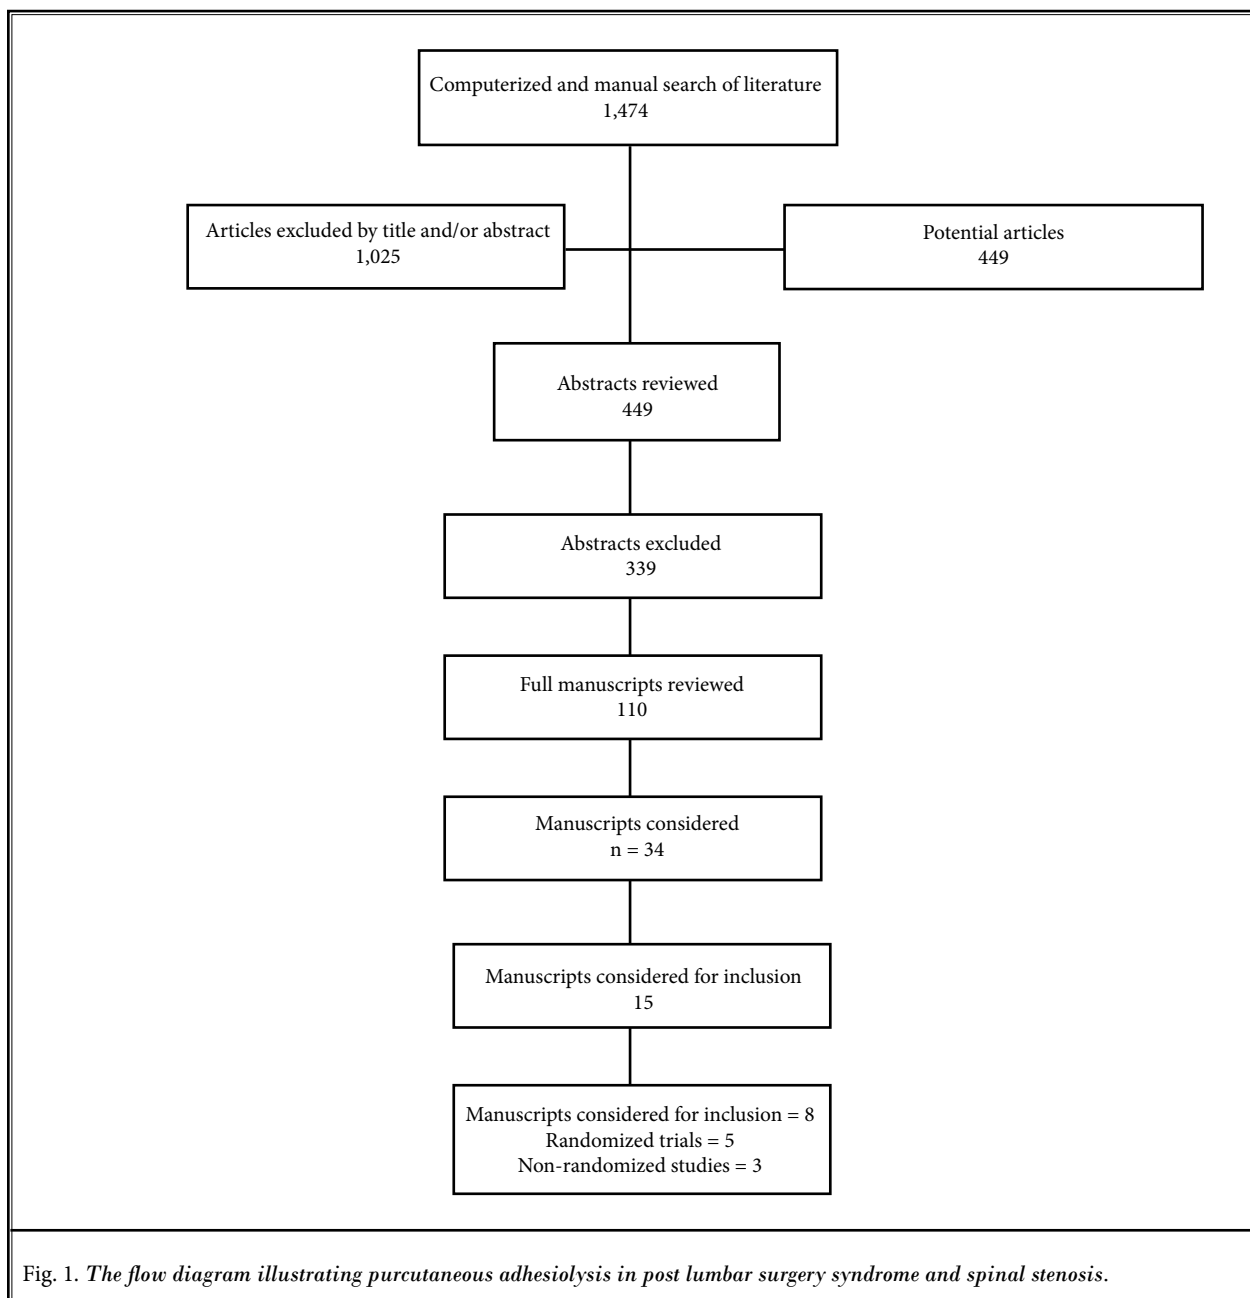 Computerized and manual search of literature
1,474
Articles excluded by title and/or abstract
1,025
Potential articles
449
Abstracts reviewed
449
Abstracts excluded
339
Full manuscripts reviewed
110
Manuscripts considered
n = 34
Manuscripts considered for inclusion
15
Manuscripts considered for inclusion = 8
Randomized trials = 5
Non-randomized studies = 3
Fig. 1. The flow diagram illustrating purcutaneous adhesiolysis in post lumbar surgery syndrome and spinal stenosis.